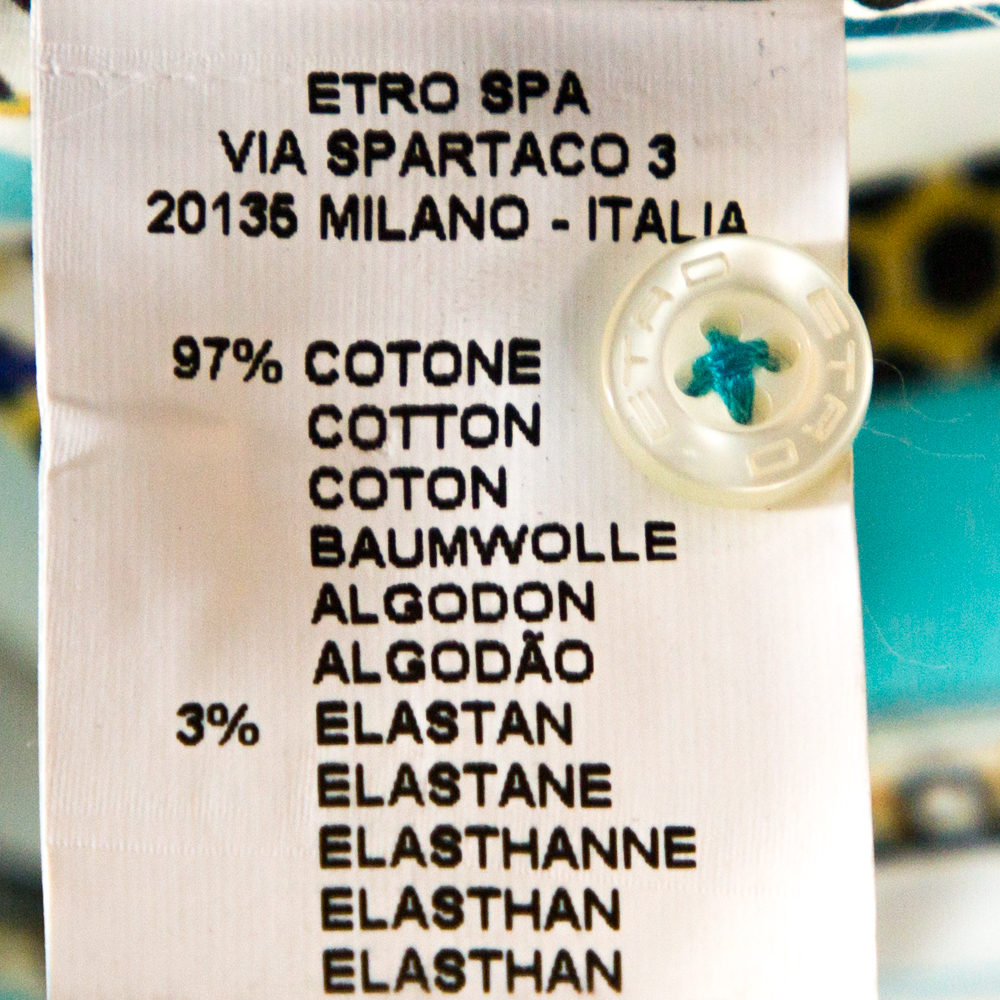 ETRO SPA
VIA SPARTACO 3
20135 MILANO - ITALIA
97% COTONE
COTTON
COTON
BAUMWOLLE
ALGODON
ALGODÃO
3% ELASTAN
ELASTANE
ELASTHANNE
ELASTHAN
ELASTHAN
ETRO
ETRO